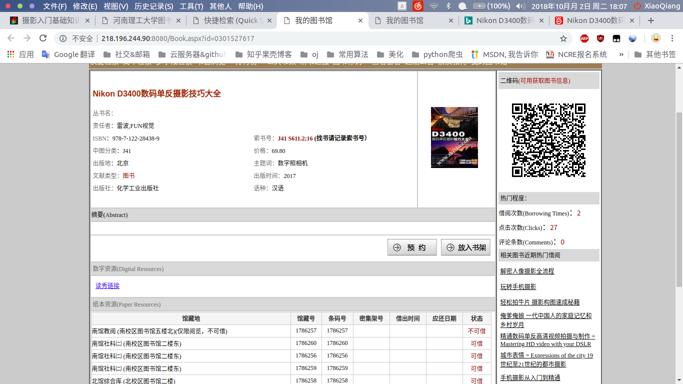 文件(F) 编辑(E) 查看(V) 历史记录(S) 工具(T) 其他人 帮助(H)
(100%) 2018年10月 2日 周二 18:07 XiaoQiang
摄影入门基础知识
河南理工大学图书
快捷检索 (Quick S
我的图书馆
我的图书馆
Nikon D3400数码
Nikon D3400数码
不安全 218.196.244.90:8080/Book.aspx?id=0301527617
应用 Google 翻译 社交&邮箱 云服务器&githu 知乎果壳博客 oj 常用算法 美化 python爬虫 MSDN, 我告诉你 NCRE报名系统 » 其他书签
Nikon D3400数码单反摄影技巧大全
丛书名:
责任者: 雷波,FUN视觉
ISBN: 978-7-122-28438-9 索书号: J41 S611.2;16 (找书请记录索书号)
中图分类: J41 价格: 69.80
出版地: 北京 主题词: 数字照相机
文献类型: 图书 出版时间: 2017
出版社: 化学工业出版社 语种: 汉语
D3400
摘要(Abstract)
预 约 放入书架
数字资源(Digital Resources)
读秀链接
纸本资源(Paper Resources)
馆藏地 馆藏号 条码号 密集架号 借出时间 应还日期 状态
南馆教阅 (南校区图书馆五楼北)(仅限阅览，不可借) 1786257 1786257 不可借
南馆社科□ (南校区图书馆二楼东) 1786260 1786260 可借
南馆社科□ (南校区图书馆二楼东) 1786256 1786256 可借
南馆社科□ (南校区图书馆二楼东) 1786259 1786259 可借
北馆综合库 (北校区图书馆二楼) 1786258 1786258 可借
二维码(可用获取图书信息)
热门程度:
借阅次数(Borrowing Times): 2
点击次数(Clicks): 27
评论条数(Comments): 0
相关图书近期热门借阅
解密人像摄影全流程
玩转手机摄影
轻松拍牛片 摄影构图速成秘籍
俺爹俺娘 一代中国人的家庭记忆和乡村岁月
精通数码单反高清视频拍摄与制作 = Mastering HD video with your DSLR
城市表情 = Expressions of the city 19世纪至21世纪的都市摄影
手机摄影从入门到精通